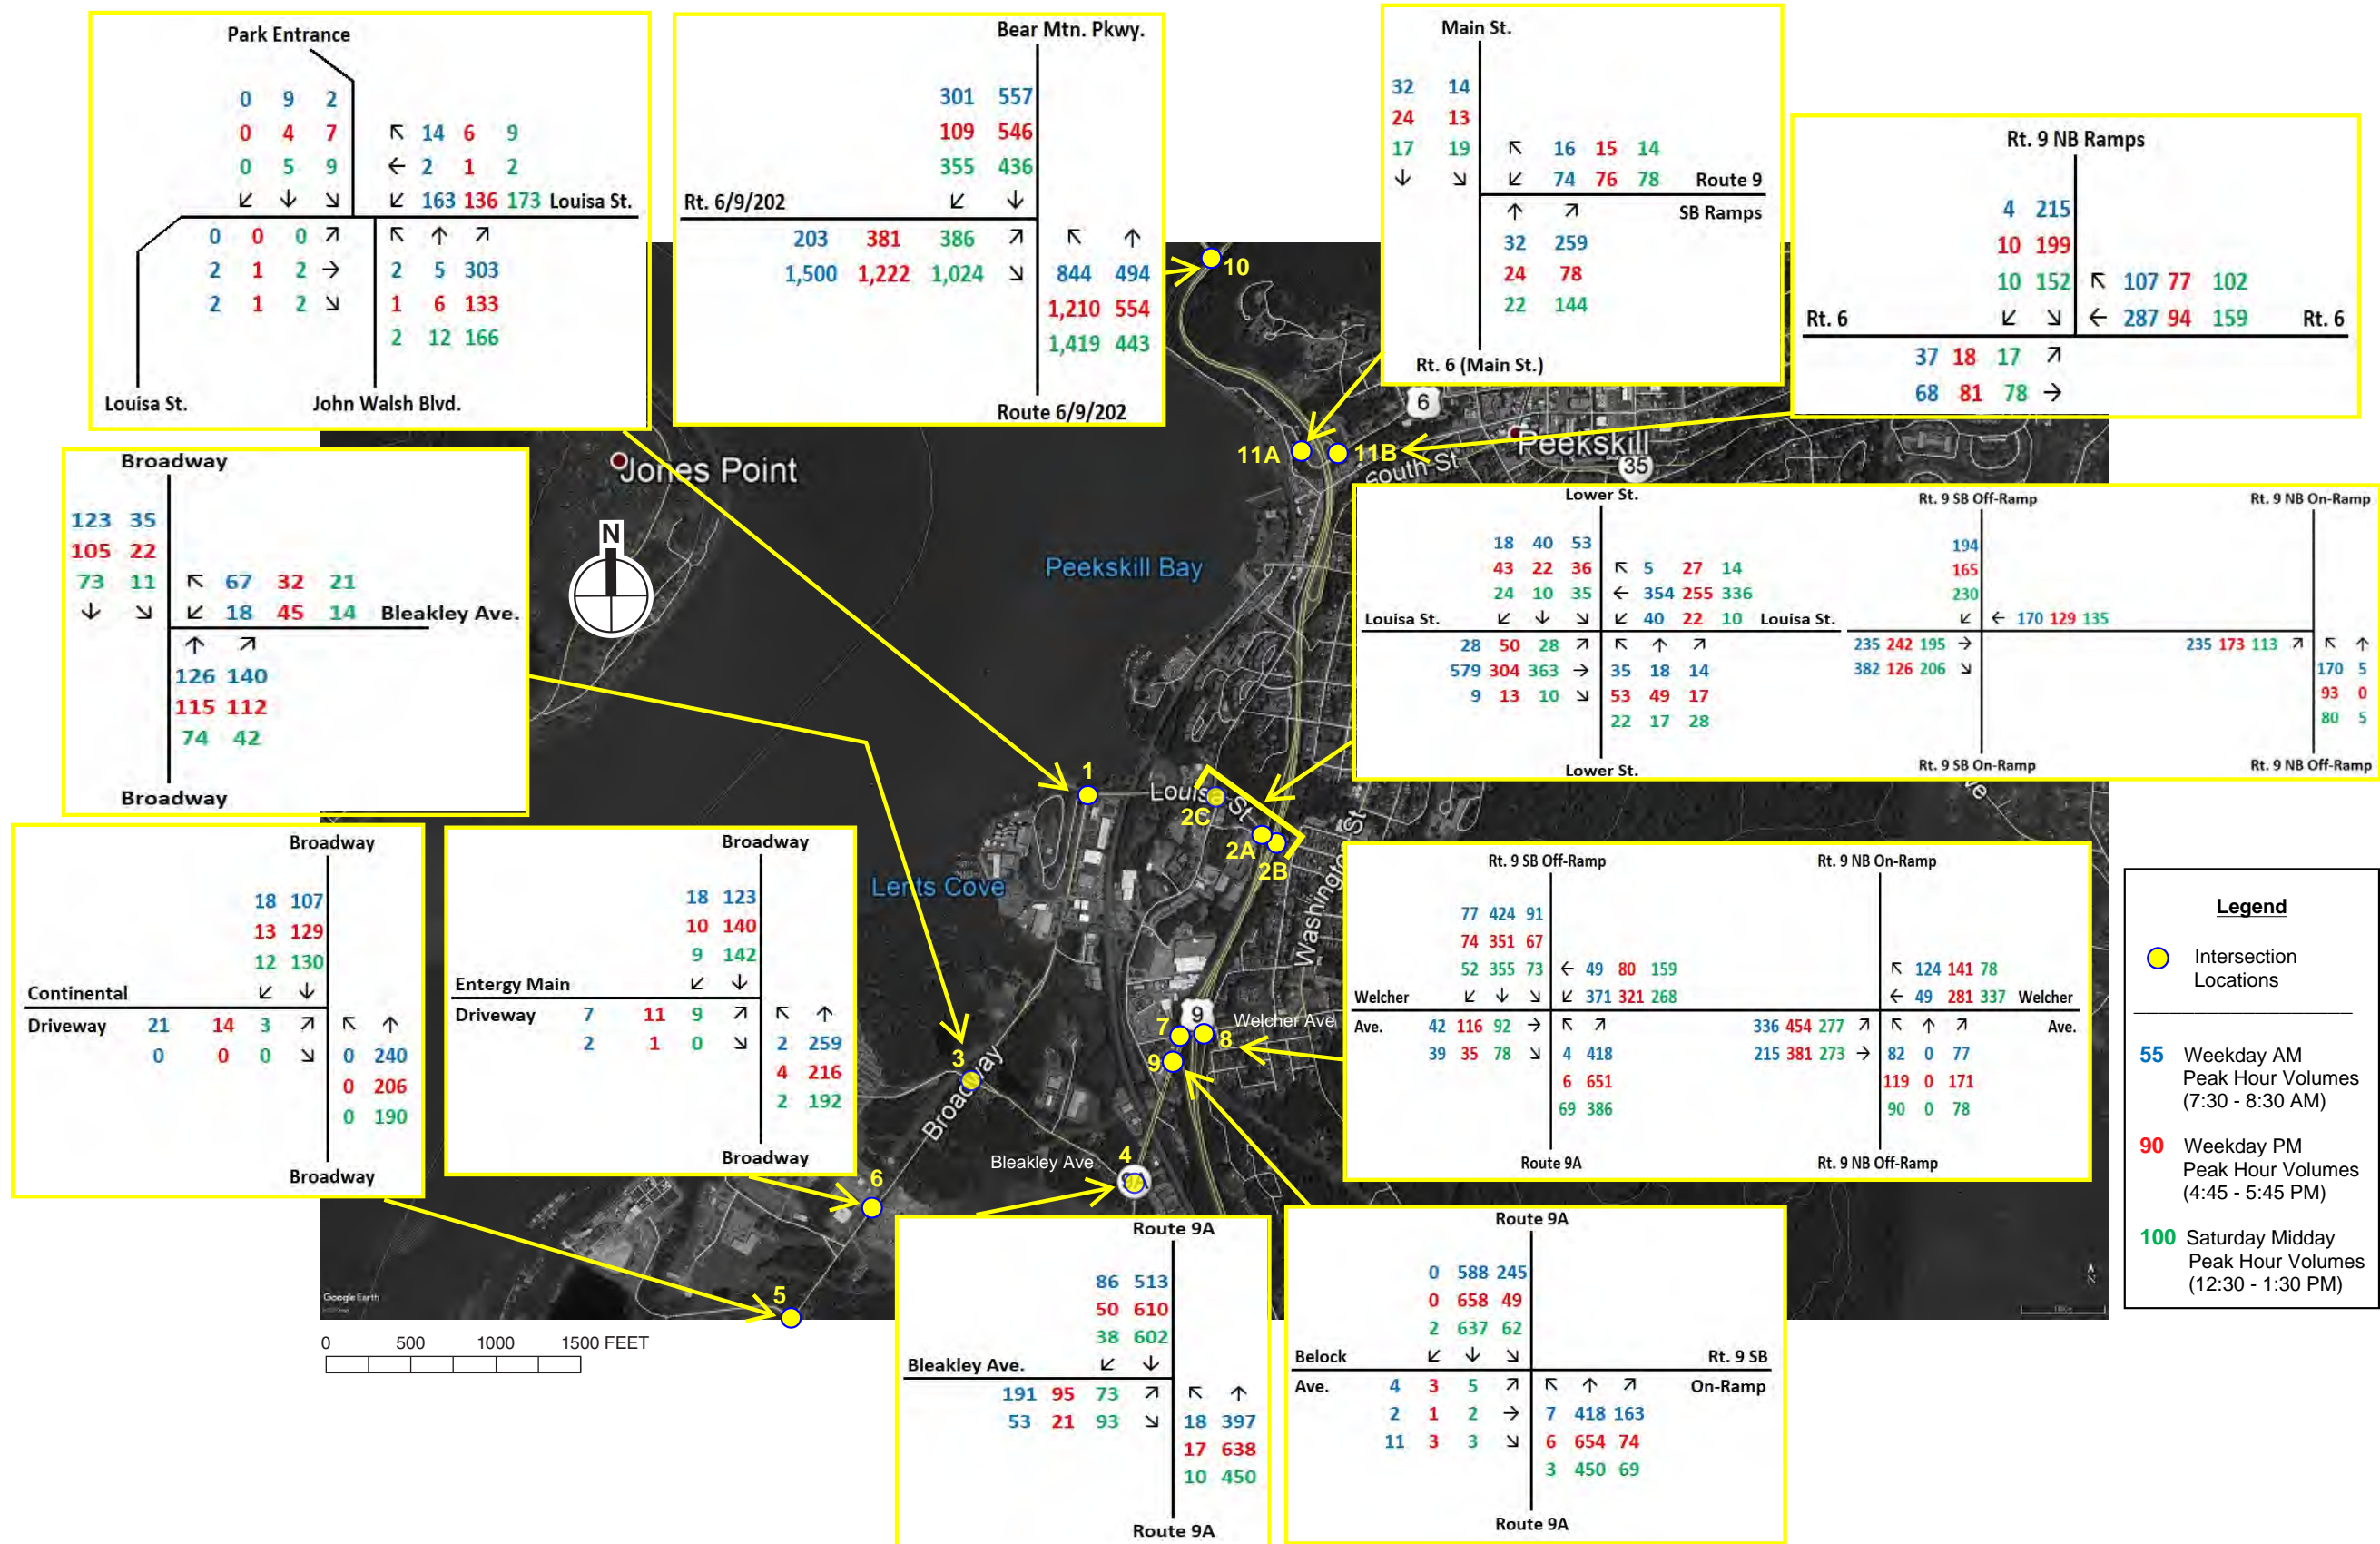 Park Entrance
0 9 2
0 4 7 ↖ 14 6 9
0 5 9 ← 2 1 2
↙ ↓ ↘ ↙ 163 136 173 Louisa St.
0 0 0 ↗ ↖ ↑ ↗
2 1 2 → 2 5 303
2 1 2 ↘ 1 6 133
2 12 166
Louisa St. John Walsh Blvd.
Bear Mtn. Pkwy.
301 557
109 546
355 436
Rt. 6/9/202 ↙ ↓
203 381 386 ↗ ↖ ↑
1,500 1,222 1,024 ↘ 844 494
1,210 554
1,419 443
Route 6/9/202
Main St.
32 14
24 13
17 19 ↖ 16 15 14
↓ ↘ ↙ 74 76 78 Route 9
↑ ↗ SB Ramps
32 259
24 78
22 144
Rt. 6 (Main St.)
Rt. 9 NB Ramps
4 215
10 199
10 152 ↖ 107 77 102
Rt. 6 ↙ ↘ ← 287 94 159 Rt. 6
37 18 17 ↗
68 81 78 →
Broadway
123 35
105 22
73 11 ↖ 67 32 21
↓ ↘ ↙ 18 45 14 Bleakley Ave.
↑ ↗
126 140
115 112
74 42
Broadway
Lower St.
18 40 53
43 22 36 ↖ 5 27 14
24 10 35 ← 354 255 336
Louisa St. ↙ ↓ ↘ ↙ 40 22 10 Louisa St.
28 50 28 ↗ ↖ ↑ ↗
579 304 363 → 35 18 14
9 13 10 ↘ 53 49 17
22 17 28
Lower St.
Rt. 9 SB Off-Ramp Rt. 9 NB On-Ramp
194
165
230
↙ ← 170 129 135
235 242 195 → 235 173 113 ↗ ↖ ↑
382 126 206 ↘ 170 5
93 0
80 5
Rt. 9 SB On-Ramp Rt. 9 NB Off-Ramp
Broadway
18 107
13 129
12 130
Continental ↙ ↓
Driveway 21 14 3 ↗ ↖ ↑
0 0 0 ↘ 0 240
0 206
0 190
Broadway
Broadway
18 123
10 140
9 142
Entergy Main ↙ ↓
Driveway 7 11 9 ↗ ↖ ↑
2 1 0 ↘ 2 259
4 216
2 192
Broadway
Rt. 9 SB Off-Ramp Rt. 9 NB On-Ramp
77 424 91
74 351 67
52 355 73 ← 49 80 159 ↖ 124 141 78
Welcher ↙ ↓ ↘ ↙ 371 321 268 ← 49 281 337 Welcher
Ave. 42 116 92 → ↖ ↗ 336 454 277 ↗ ↖ ↑ ↗ Ave.
39 35 78 ↘ 4 418 215 381 273 → 82 0 77
6 651 119 0 171
69 386 90 0 78
Route 9A Rt. 9 NB Off-Ramp
Route 9A
86 513
50 610
38 602
Bleakley Ave. ↙ ↓
191 95 73 ↗ ↖ ↑
53 21 93 ↘ 18 397
17 638
10 450
Route 9A
Route 9A
0 588 245
0 658 49
2 637 62
Belock ↙ ↓ ↘ Rt. 9 SB
Ave. 4 3 5 ↗ ↖ ↑ ↗ On-Ramp
2 1 2 → 7 418 163
11 3 3 ↘ 6 654 74
3 450 69
Route 9A
Legend
Intersection
Locations
55 Weekday AM
Peak Hour Volumes
(7:30 - 8:30 AM)
90 Weekday PM
Peak Hour Volumes
(4:45 - 5:45 PM)
100 Saturday Midday
Peak Hour Volumes
(12:30 - 1:30 PM)
10
6
11A
11B
Peekskill
35
South St
Jones Point
N
Peekskill Bay
1
Louisa St
2C
2A
2B
Washington St
Lents Cove
9
7
8
Welcher Ave
9
3
Broadway
Bleakley Ave
4
9A
6
5
Google Earth
N
0 500 1000 1500 FEET